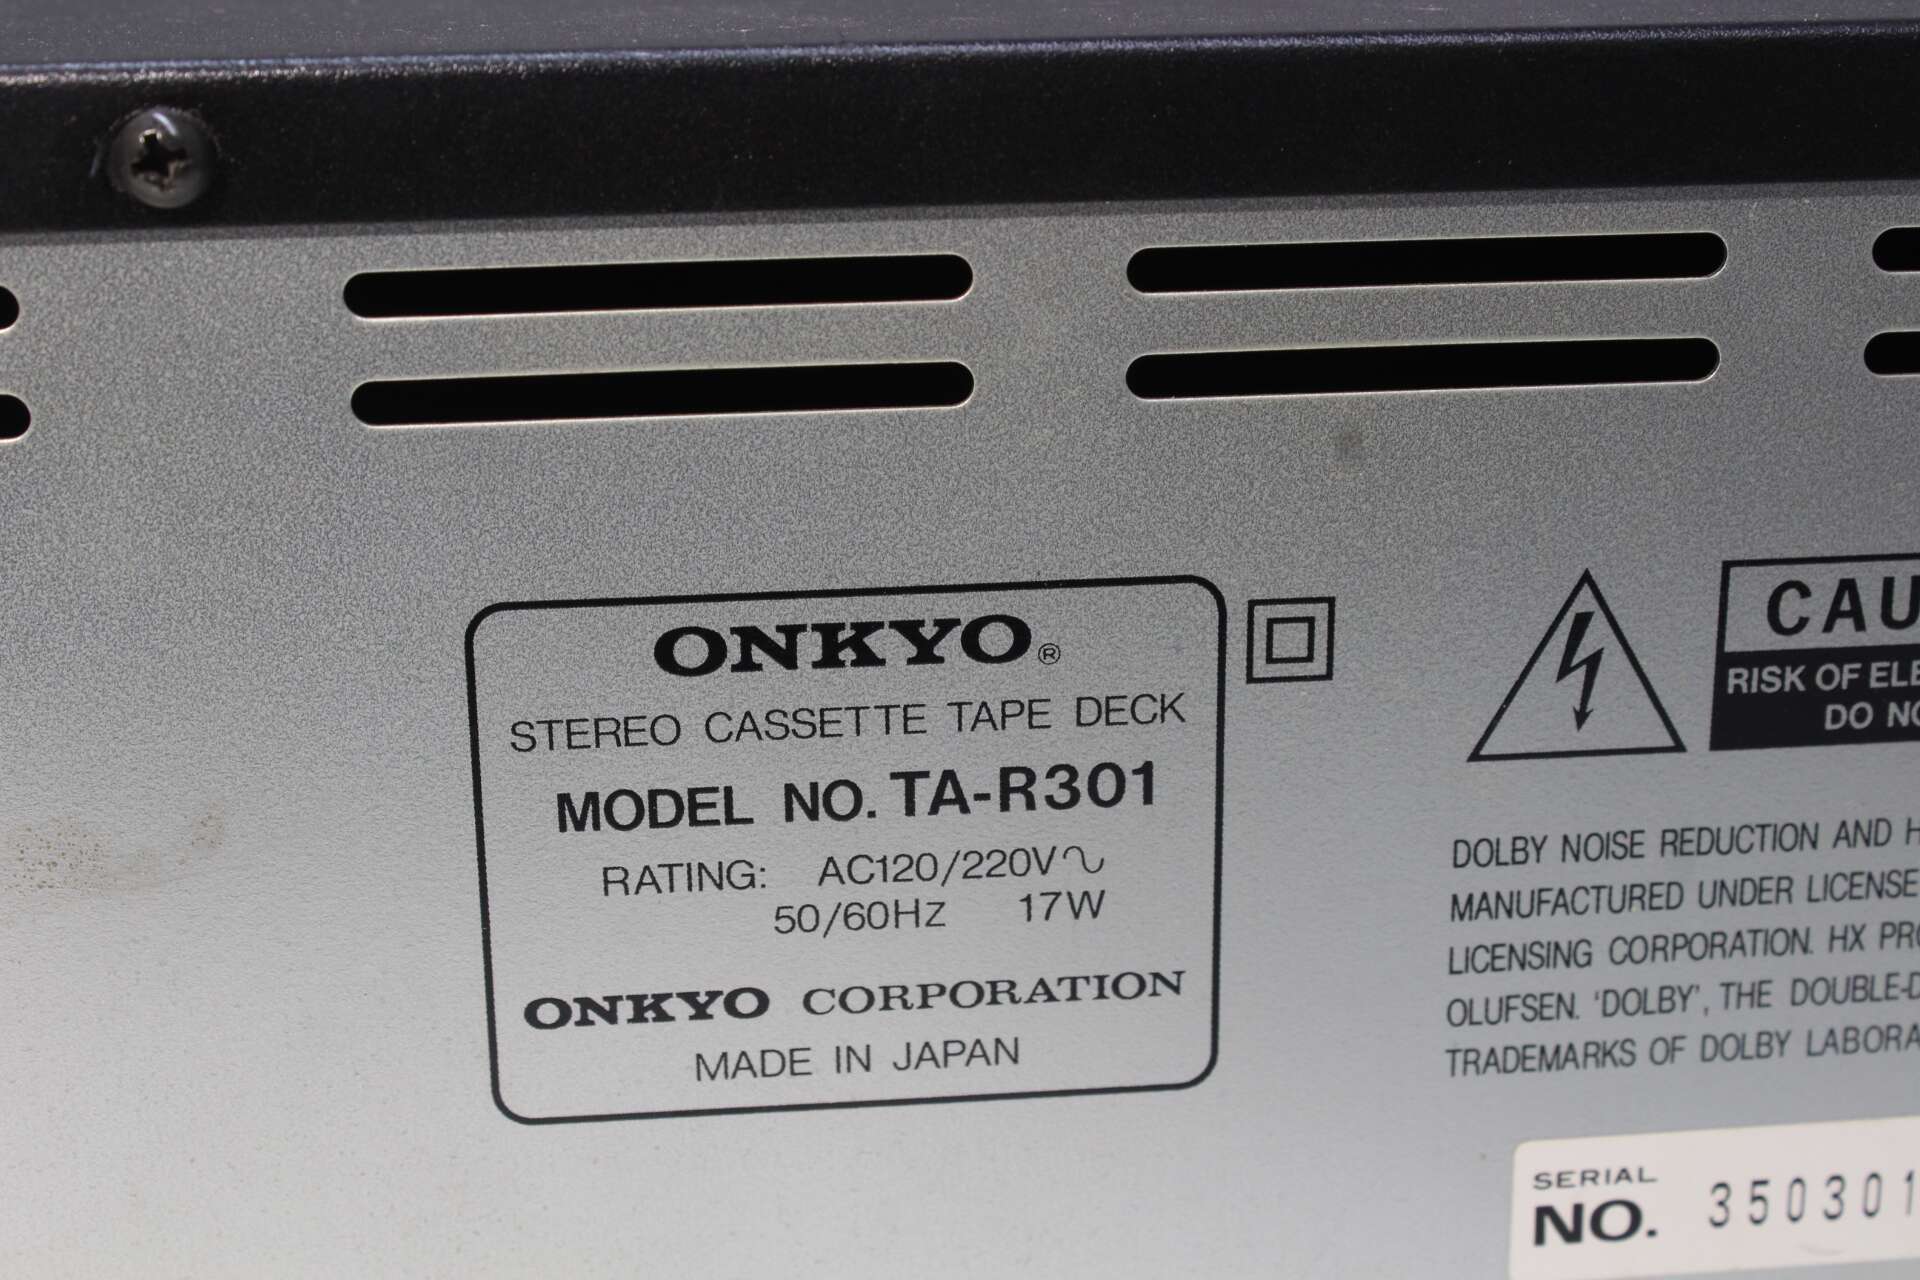 ONKYO®
STEREO CASSETTE TAPE DECK
MODEL NO. TA-R301
RATING: AC120/220V∿
50/60Hz 17W
ONKYO CORPORATION
MADE IN JAPAN
CAU
RISK OF ELE
DO NO
DOLBY NOISE REDUCTION AND H
MANUFACTURED UNDER LICENSE
LICENSING CORPORATION. HX PRO
OLUFSEN. 'DOLBY', THE DOUBLE-D
TRADEMARKS OF DOLBY LABORA
SERIAL
NO. 350301